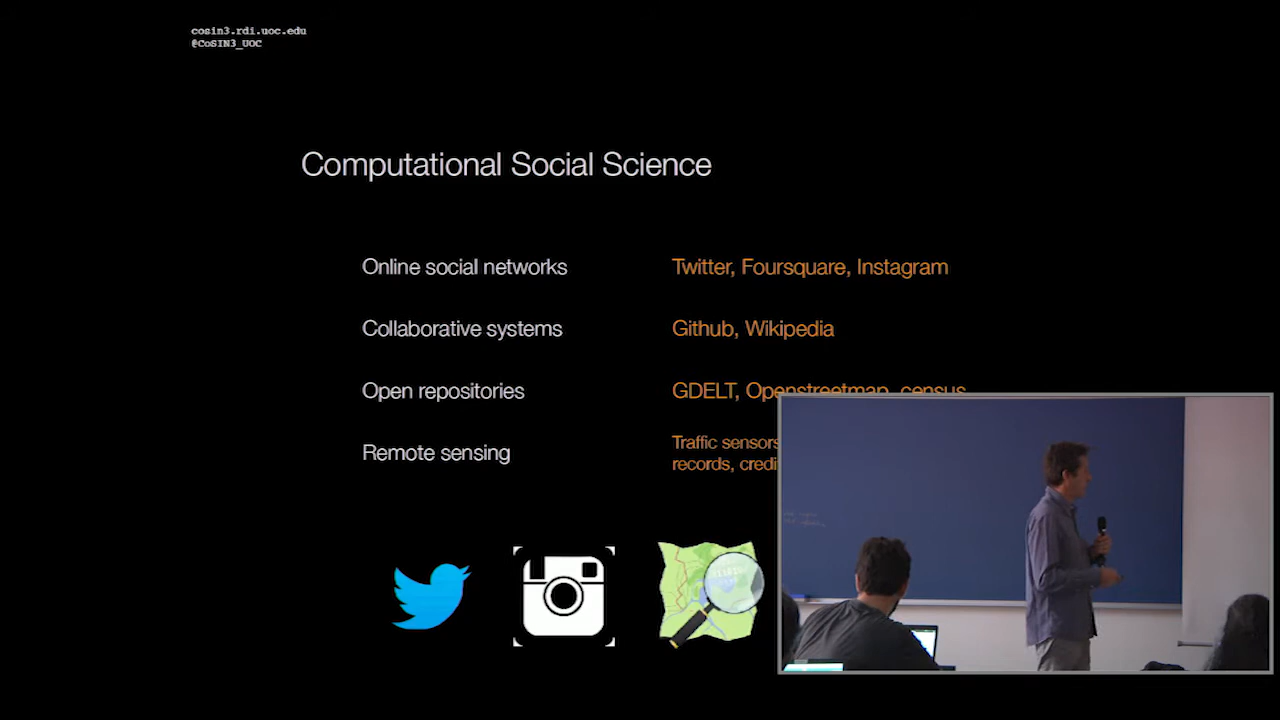 cosin3.rdi.uoc.edu
@CoSIN3_UOC
Computational Social Science
Online social networks
Twitter, Foursquare, Instagram
Collaborative systems
Github, Wikipedia
Open repositories
GDELT, Openstreetmap, census
Remote sensing
Traffic sensors
records, credi